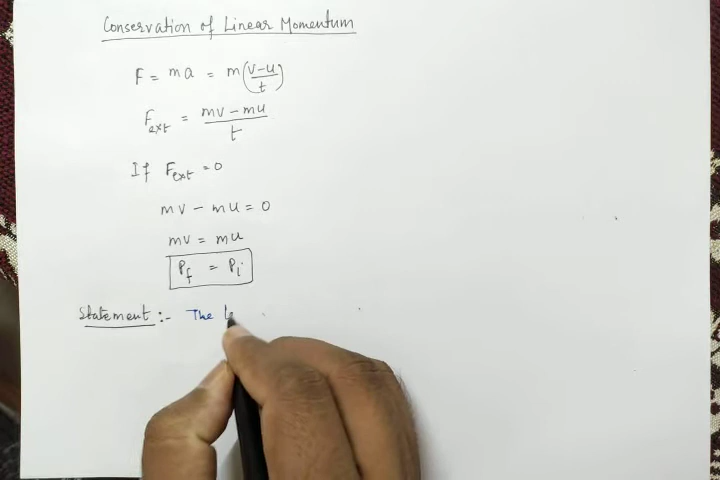 Conservation of Linear Momentum
F = ma = m(v-u/t)
Fext = mv - mu / t
If Fext = 0
mv - mu = 0
mv = mu
Pf = Pi
Statement :- The